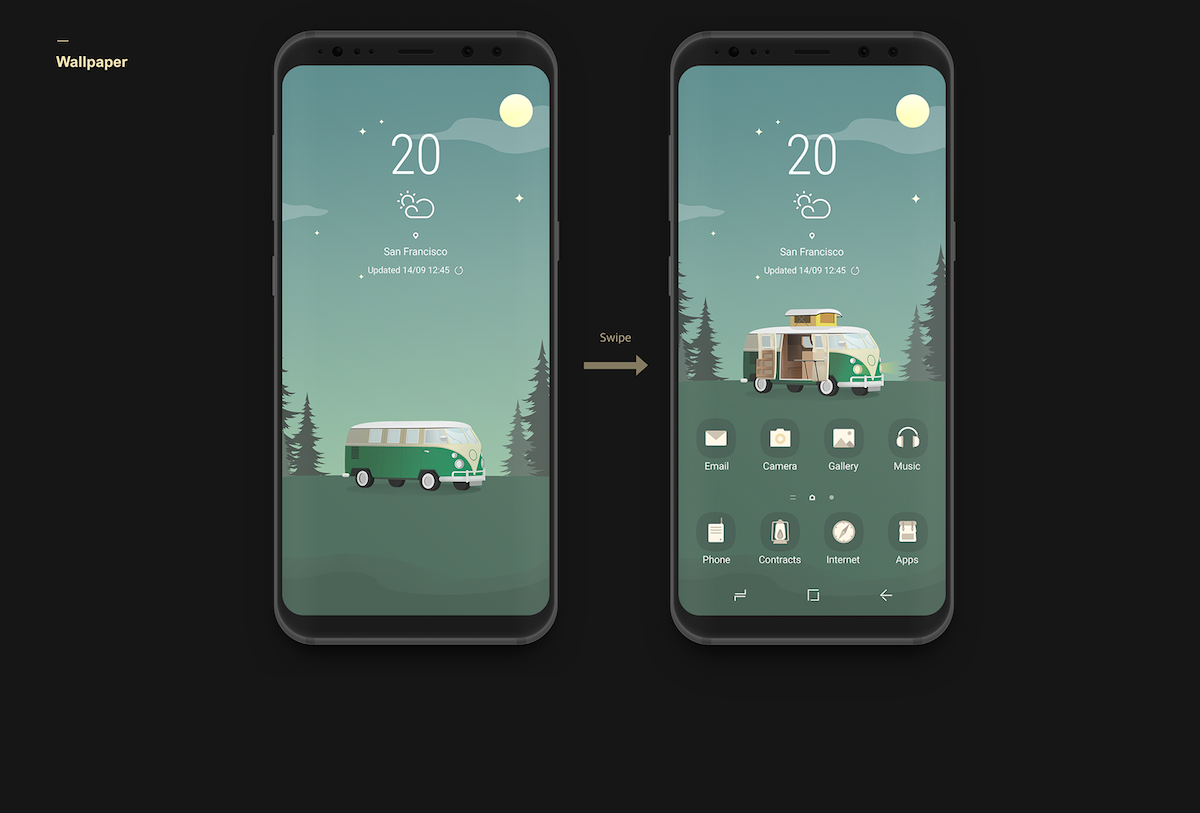 Wallpaper
20
San Francisco
Updated 14/09 12:45
Swipe
20
San Francisco
Updated 14/09 12:45
Email
Camera
Gallery
Music
Phone
Contracts
Internet
Apps